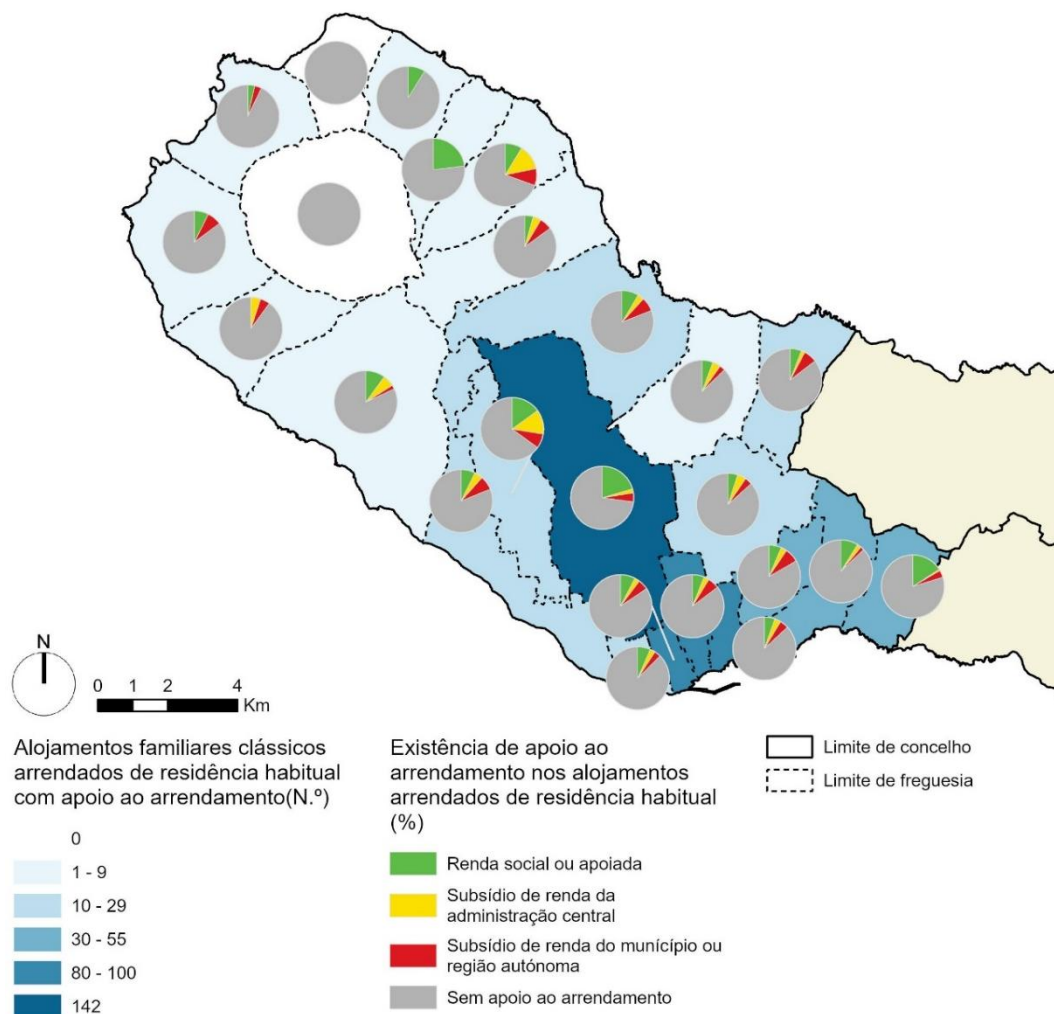 N
0 1 2 4
Km
Alojamentos familiares clássicos
arrendados de residência habitual
com apoio ao arrendamento(N.º)
0
1 - 9
10 - 29
30 - 55
80 - 100
142
Existência de apoio ao
arrendamento nos alojamentos
arrendados de residência habitual
(%)
Renda social ou apoiada
Subsídio de renda da
administração central
Subsídio de renda do munícípio ou
região autónoma
Sem apoio ao arrendamento
Limite de concelho
Limite de freguesia